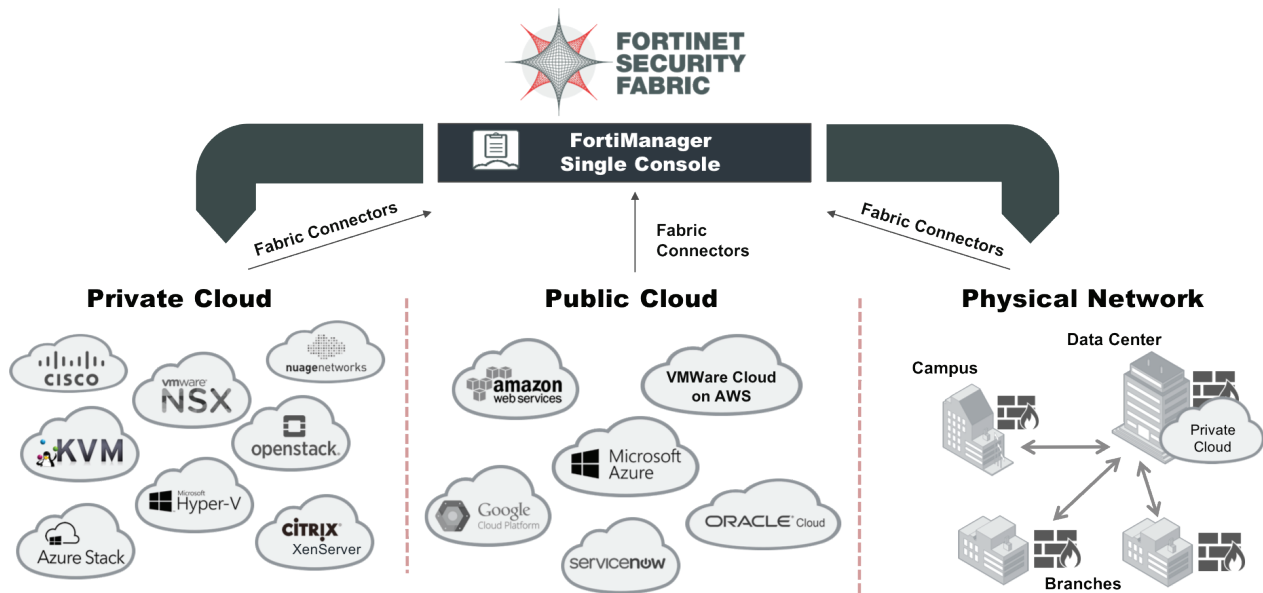 FORTINET
SECURITY
FABRIC
FortiManager
Single Console
Fabric Connectors
Fabric
Connectors
Fabric Connectors
Private Cloud
CISCO
vmware
NSX
nuagenetworks
KVM
openstack.
Microsoft
Hyper-V
Azure Stack
CITRIX
XenServer
Public Cloud
amazon
web services
VMWare Cloud
on AWS
Microsoft
Azure
Google
Cloud Platform
ORACLE Cloud
servicenow
Physical Network
Data Center
Campus
Private
Cloud
Branches